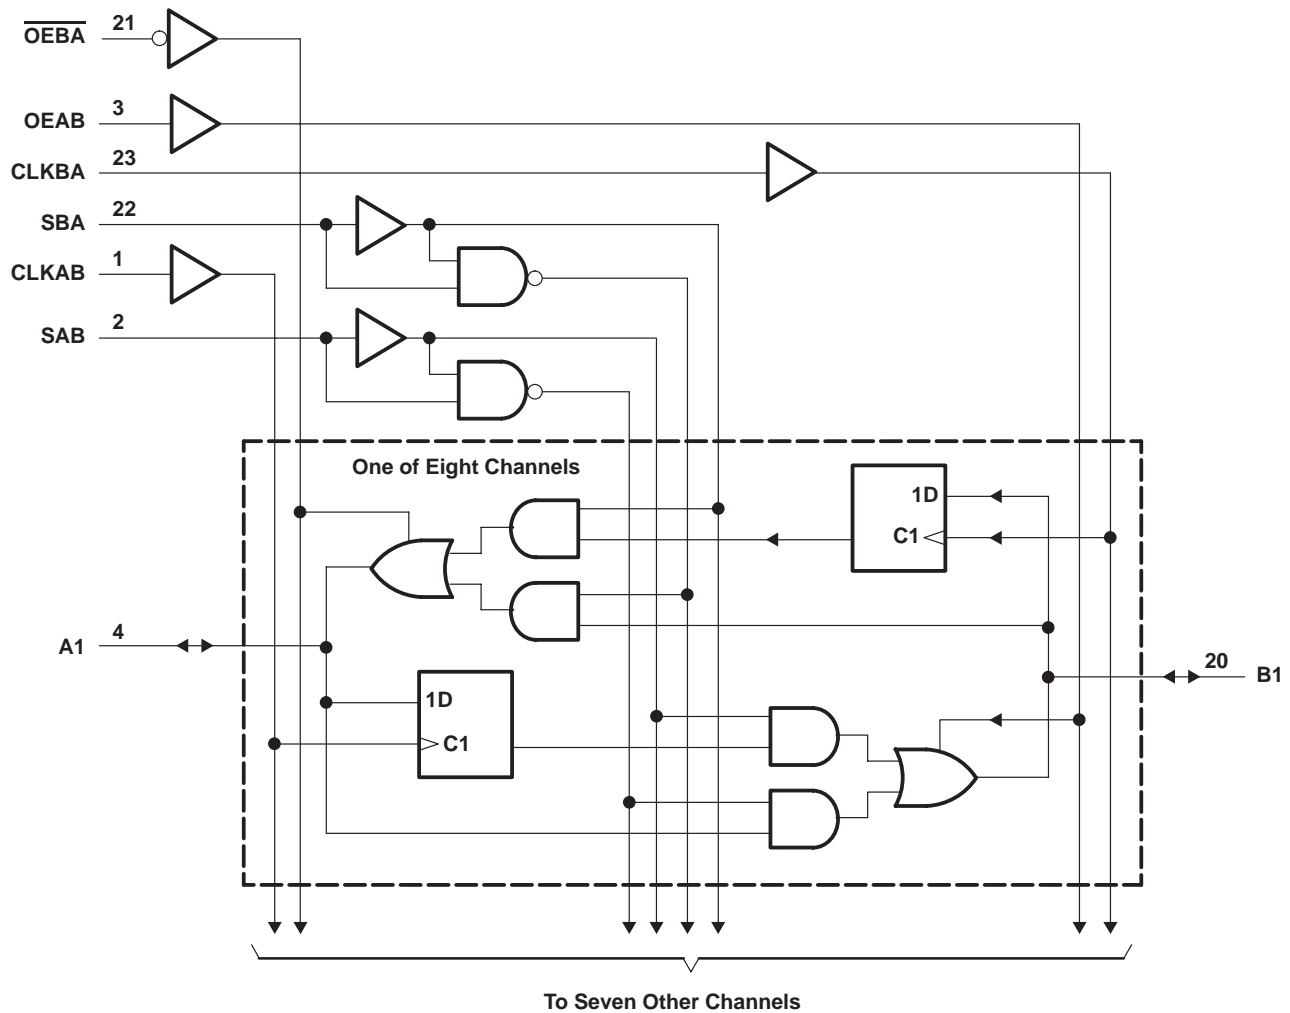 OEBA 21
OEAB 3
CLKBA 23
SBA 22
CLKAB 1
SAB 2
One of Eight Channels
1D
C1
A1 4
1D
C1
20 B1
To Seven Other Channels